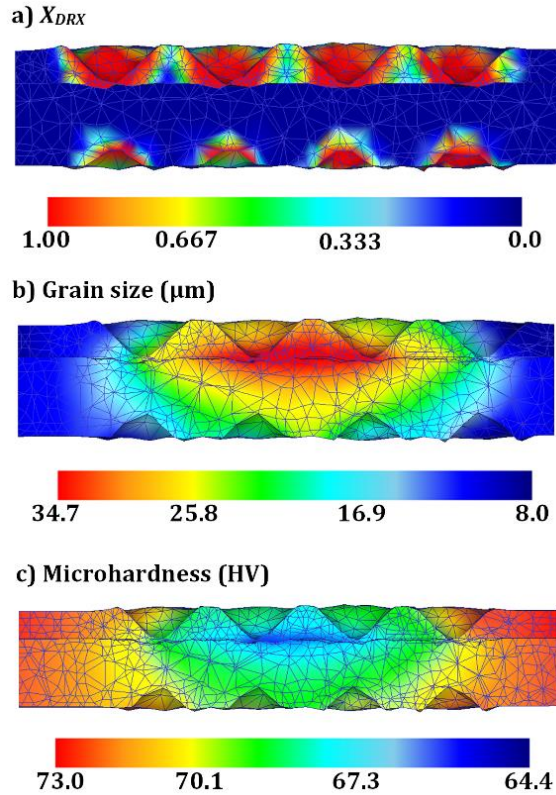 a) X_DRX
1.00 0.667 0.333 0.0
b) Grain size (µm)
34.7 25.8 16.9 8.0
c) Microhardness (HV)
73.0 70.1 67.3 64.4